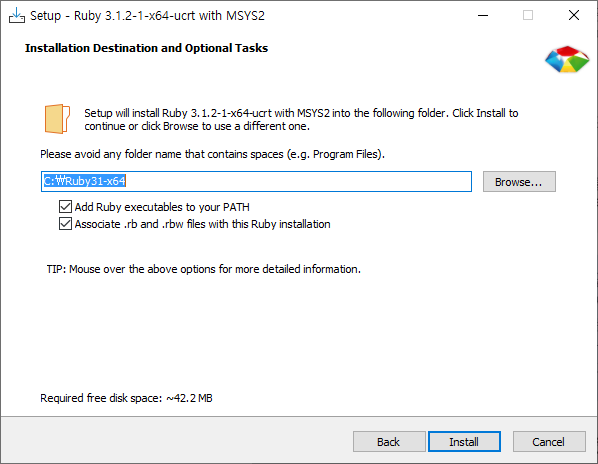 Setup - Ruby 3.1.2-1-x64-ucrt with MSYS2
Installation Destination and Optional Tasks
Setup will install Ruby 3.1.2-1-x64-ucrt with MSYS2 into the following folder. Click Install to
continue or click Browse to use a different one.
Please avoid any folder name that contains spaces (e.g. Program Files).
C:₩Ruby31-x64
Browse...
Add Ruby executables to your PATH
Associate .rb and .rbw files with this Ruby installation
TIP: Mouse over the above options for more detailed information.
Required free disk space: ~42.2 MB
Back Install Cancel